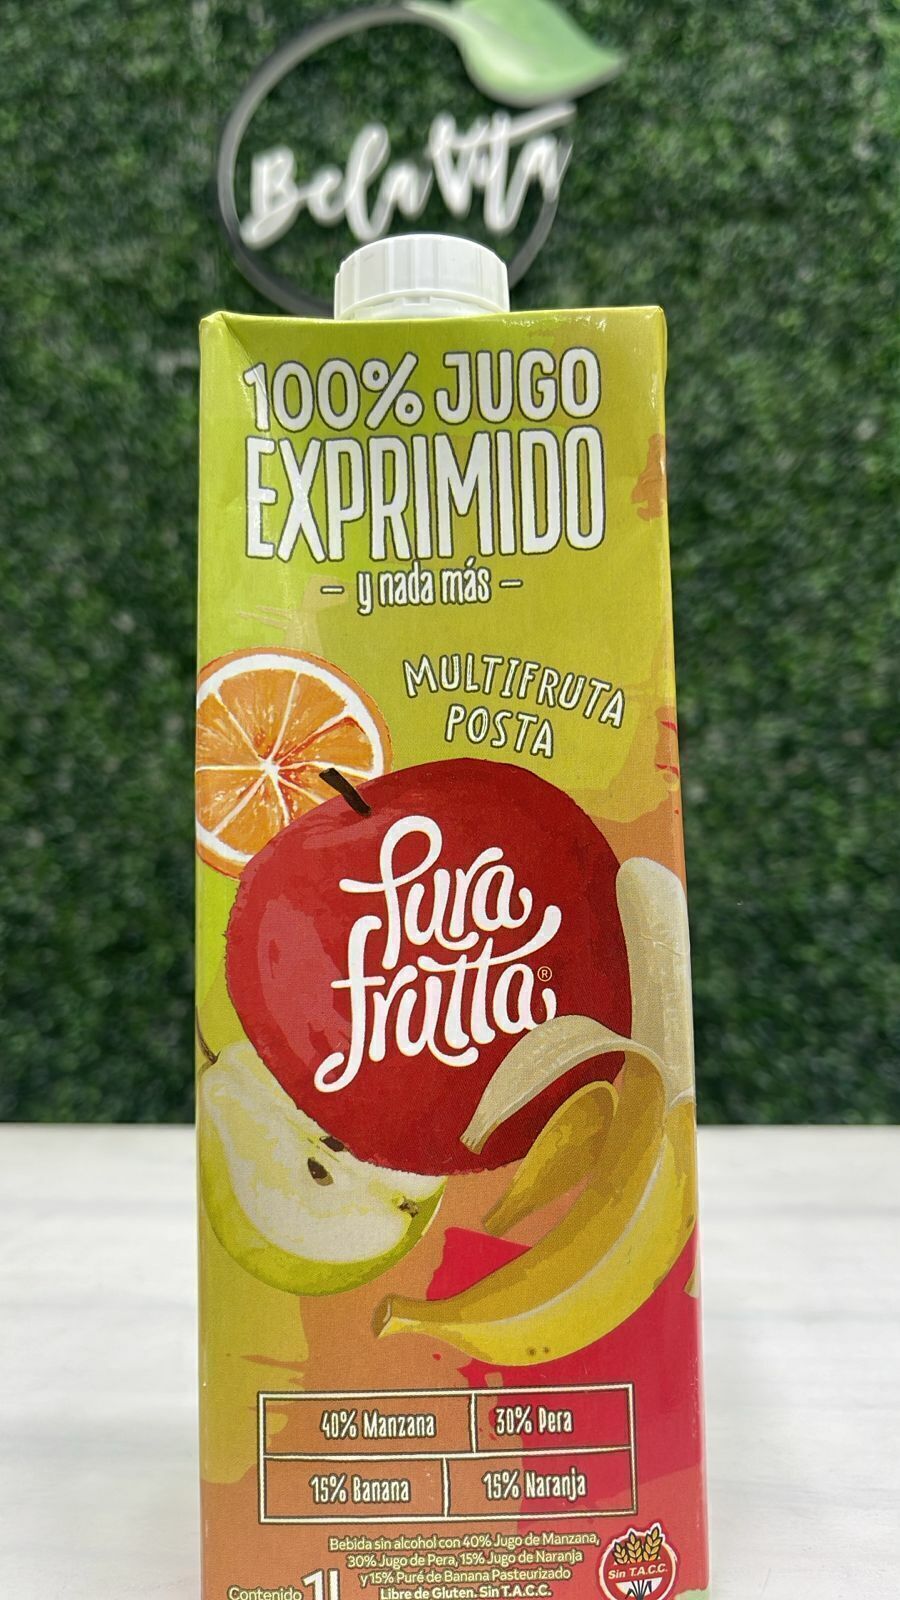 Bela Vita
100% JUGO
EXPRIMIDO
- y nada más -
MULTIFRUTA
POSTA
Pura
frutta®
40% Manzana
30% Pera
15% Banana
15% Naranja
Bebida sin alcohol con 40% Jugo de Manzana,
30% Jugo de Pera, 15% Jugo de Naranja
y 15% Puré de Banana Pasteurizado
Libre de Gluten. Sin T.A.C.C.
Contenido
1L
Sin T.A.C.C.